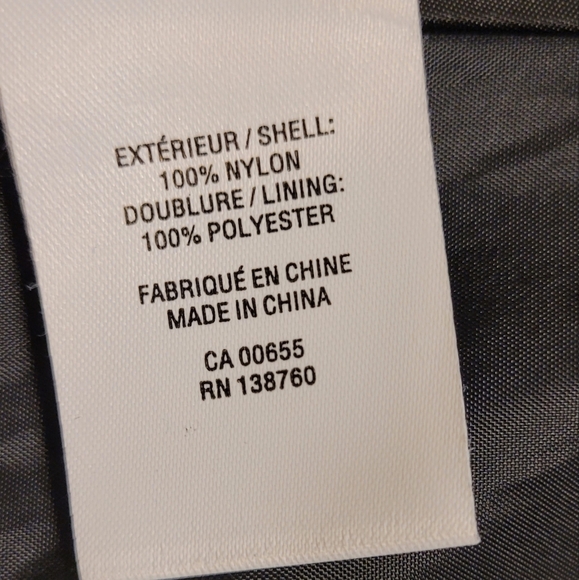 EXTÉRIEUR / SHELL:
100% NYLON
DOUBLURE / LINING:
100% POLYESTER
FABRIQUÉ EN CHINE
MADE IN CHINA
CA 00655
RN 138760